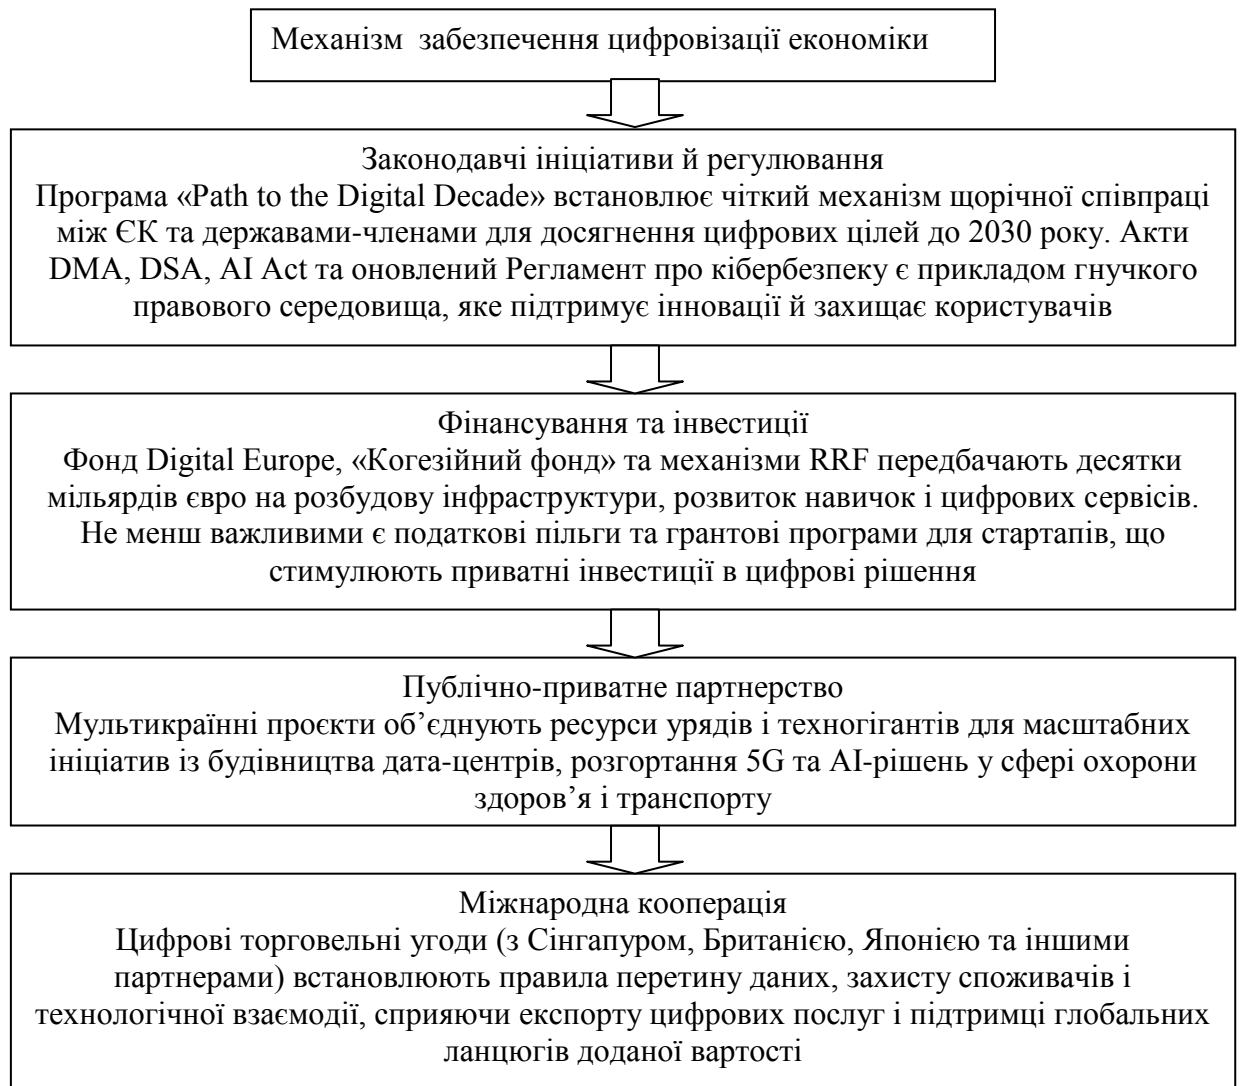 Механізм забезпечення цифровізації економіки
Законодавчі ініціативи й регулювання
Програма «Path to the Digital Decade» встановлює чіткий механізм щорічної співпраці
між ЄК та державами-членами для досягнення цифрових цілей до 2030 року. Акти
DMA, DSA, AI Act та оновлений Регламент про кібербезпеку є прикладом гнучкого
правового середовища, яке підтримує інновації й захищає користувачів
Фінансування та інвестиції
Фонд Digital Europe, «Когезійний фонд» та механізми RRF передбачають десятки
мільярдів євро на розбудову інфраструктури, розвиток навичок і цифрових сервісів.
Не менш важливими є податкові пільги та грантові програми для стартапів, що
стимулюють приватні інвестиції в цифрові рішення
Публічно-приватне партнерство
Мультикраїнні проєкти об’єднують ресурси урядів і техногігантів для масштабних
ініціатив із будівництва дата-центрів, розгортання 5G та AI-рішень у сфері охорони
здоров’я і транспорту
Міжнародна кооперація
Цифрові торговельні угоди (з Сінгапуром, Британією, Японією та іншими
партнерами) встановлюють правила перетину даних, захисту споживачів і
технологічної взаємодії, сприяючи експорту цифрових послуг і підтримці глобальних
ланцюгів доданої вартості